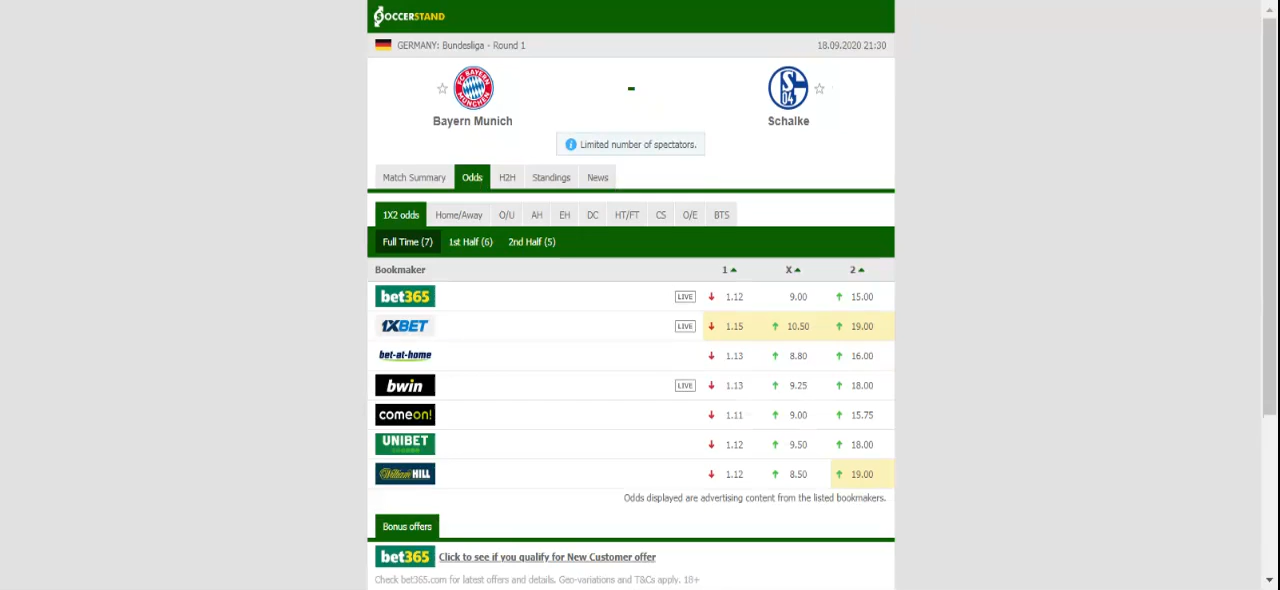 SOCCERSTAND
GERMANY: Bundesliga - Round 1 18.09.2020 21:30
Bayern Munich - Schalke
Limited number of spectators.
Match Summary Odds H2H Standings News
1X2 odds Home/Away O/U AH EH DC HT/FT CS O/E BTS
Full Time (7) 1st Half (6) 2nd Half (5)
Bookmaker 1 X 2
bet365 LIVE 1.12 9.00 15.00
1XBET LIVE 1.15 10.50 19.00
bet-at-home 1.13 8.80 16.00
bwin LIVE 1.13 9.25 18.00
comeon! 1.11 9.00 15.75
UNIBET 1.12 9.50 18.00
William HILL 1.12 8.50 19.00
Odds displayed are advertising content from the listed bookmakers.
Bonus offers
bet365 Click to see if you qualify for New Customer offer
Check bet365.com for latest offers and details. Geo-variations and T&Cs apply. 18+